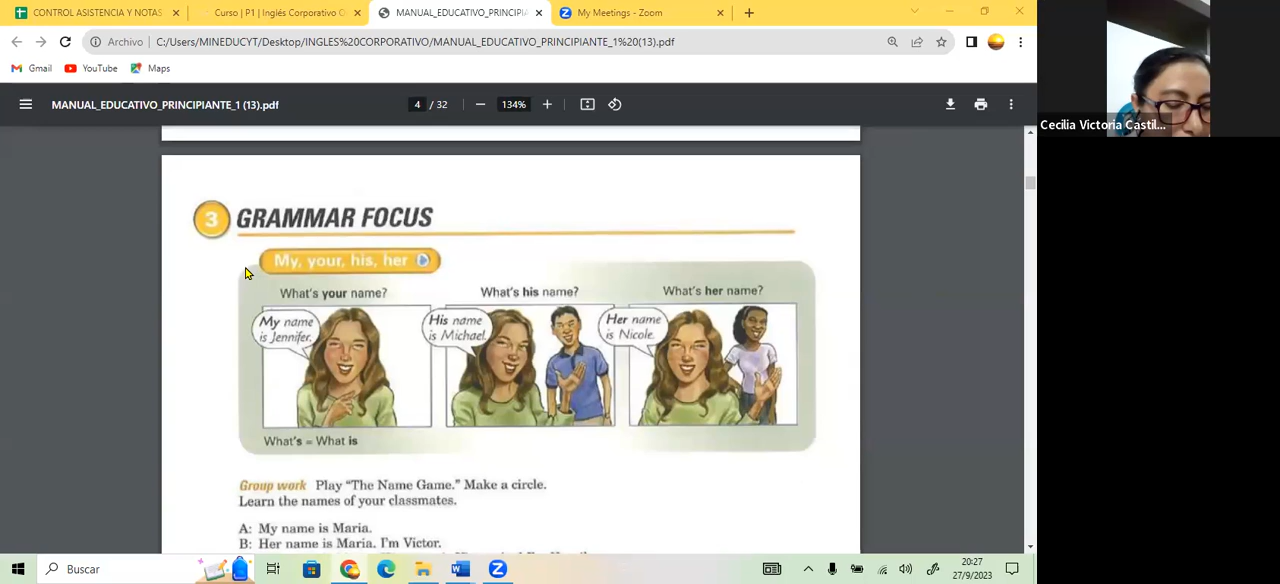 CONTROL ASISTENCIA Y NOTAS
Curso | P1 | Inglés Corporativo O
MANUAL_EDUCATIVO_PRINCIPIA
My Meetings - Zoom
Archivo
C:/Users/MINEDUCYT/Desktop/INGLES%20CORPORATIVO/MANUAL_EDUCATIVO_PRINCIPIANTE_1%20(13).pdf
Gmail
YouTube
Maps
MANUAL_EDUCATIVO_PRINCIPIANTE_1 (13).pdf
4 / 32
134%
Cecilia Victoria Castil...
3 GRAMMAR FOCUS
My, your, his, her
What's your name?
What's his name?
What's her name?
My name
is Jennifer.
His name
is Michael.
Her name
is Nicole.
What's = What is
Group work Play "The Name Game." Make a circle.
Learn the names of your classmates.
A: My name is Maria.
B: Her name is Maria. I'm Victor.
Buscar
20:27
27/9/2023